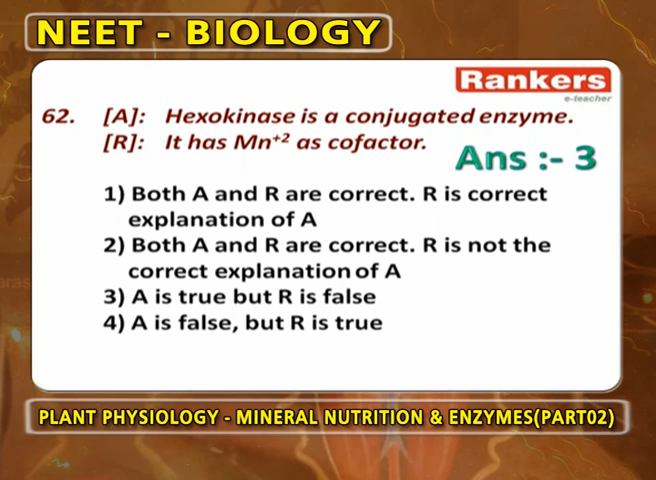 NEET - BIOLOGY
Rankers
e-teacher
62. [A]: Hexokinase is a conjugated enzyme.
[R]: It has Mn+2 as cofactor.
Ans :- 3
1) Both A and R are correct. R is correct
explanation of A
2) Both A and R are correct. R is not the
correct explanation of A
3) A is true but R is false
4) A is false, but R is true
PLANT PHYSIOLOGY - MINERAL NUTRITION & ENZYMES(PART02)